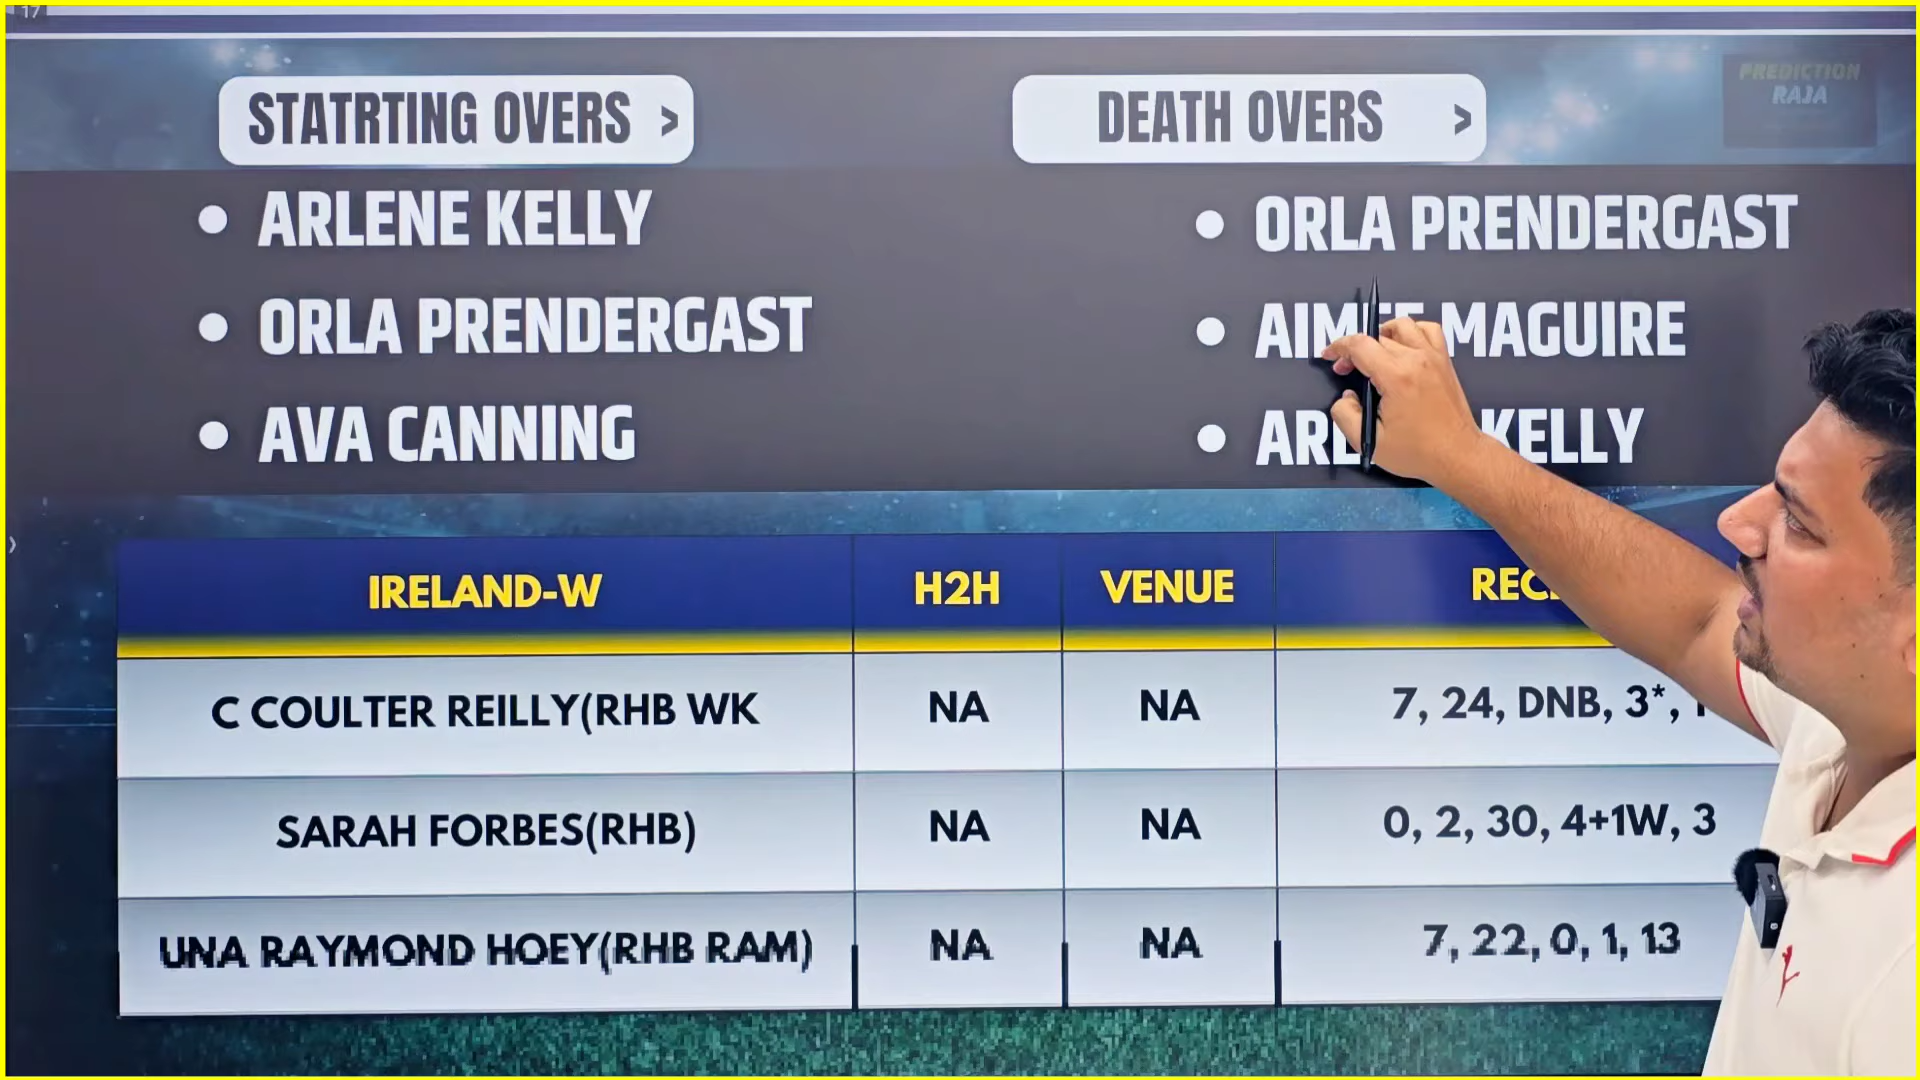 17
PREDICTION
RAJA
STATRTING OVERS >
DEATH OVERS >
• ARLENE KELLY
• ORLA PRENDERGAST
• AVA CANNING
• ORLA PRENDERGAST
• MAGUIRE
• KELLY
IRELAND-W H2H VENUE
C COULTER REILLY(RHB WK NA NA 7, 24, DNB, 3*,
SARAH FORBES(RHB) NA NA 0, 2, 30, 4+1W, 3
UNA RAYMOND HOEY(RHB RAM) NA NA 7, 22, 0, 1, 13